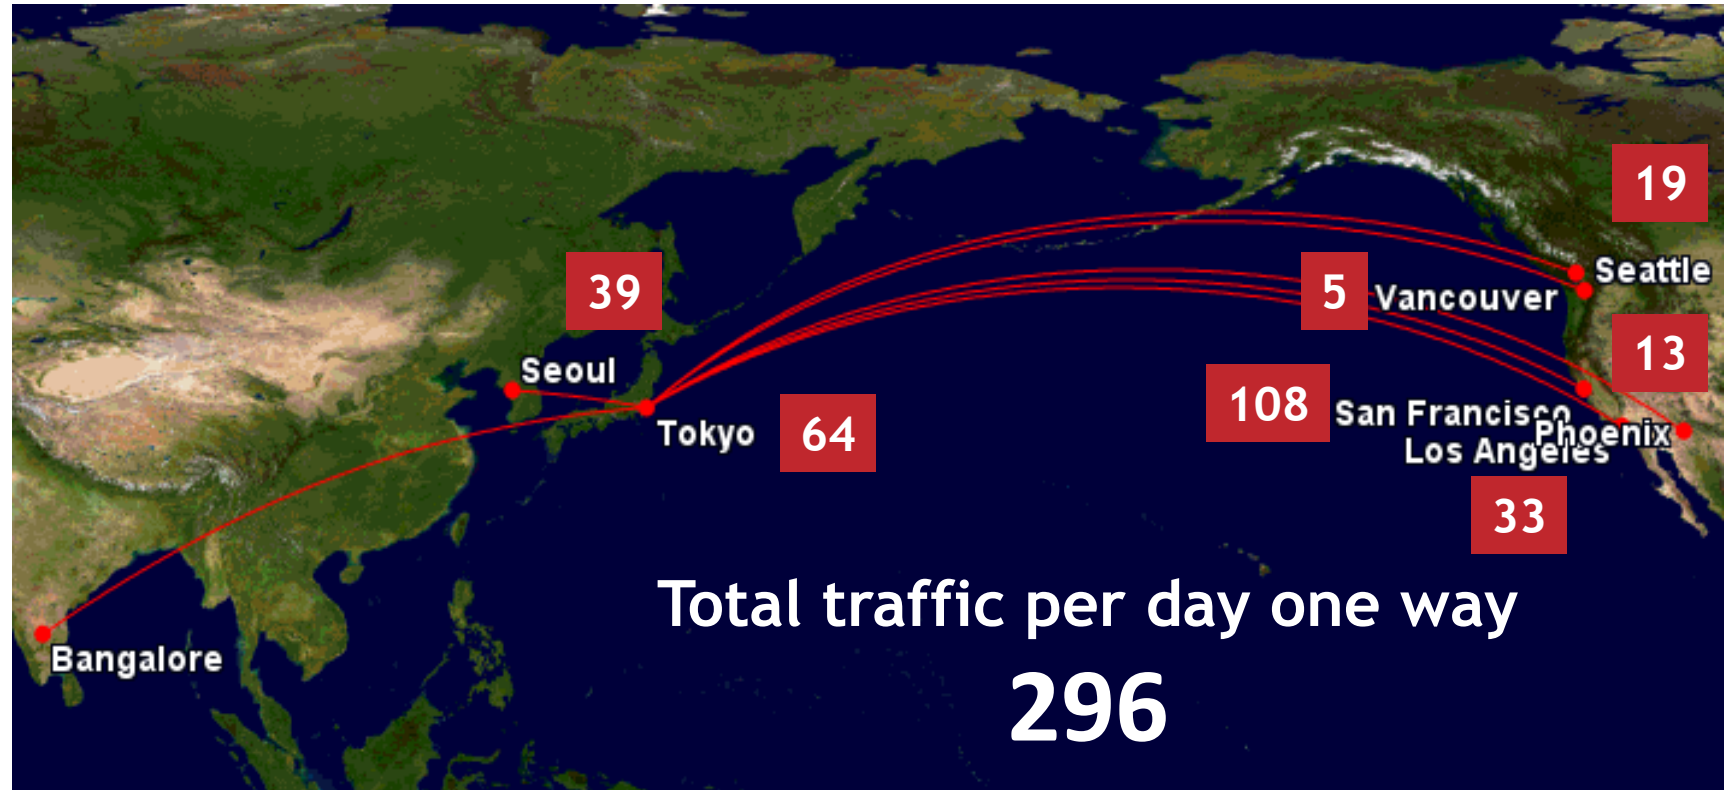 19
Seattle
39
5
Vancouver
13
Seoul
108
San Francisco
Tokyo
64
Phoenix
Los Angeles
33
Total traffic per day one way
Bangalore
296